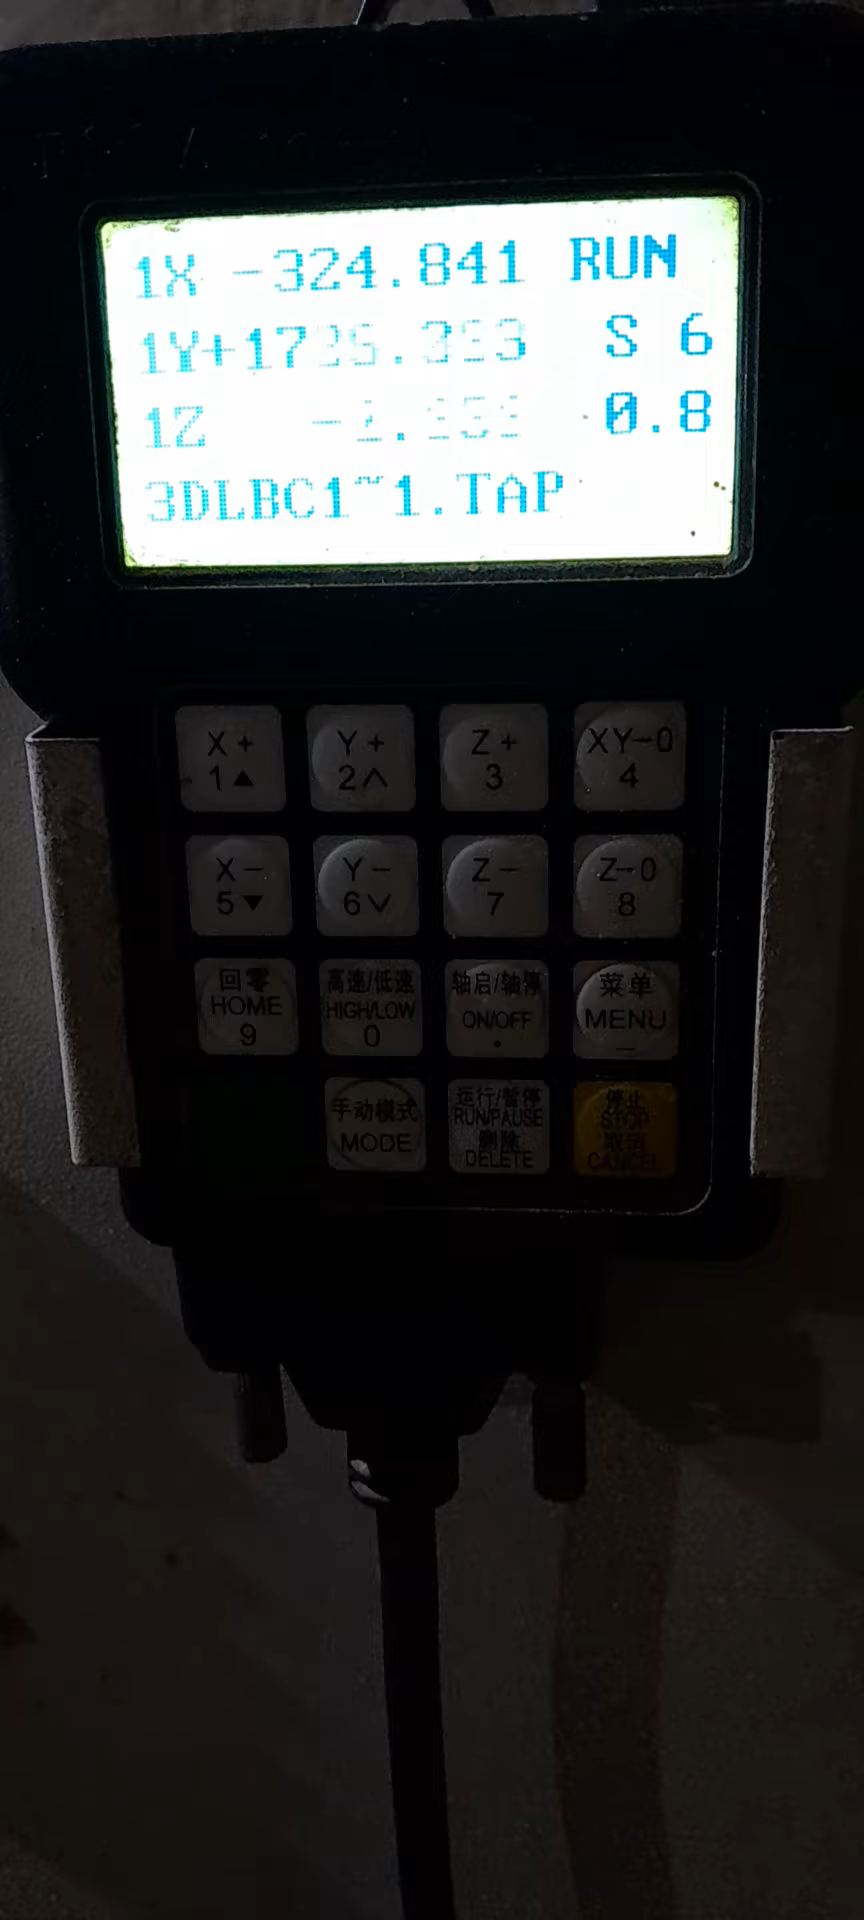 1X -324.841 RUN
S 6
1Z 0.8
3DLBC1~1.TAP
X+
1▲
Y+
2∧
Z+
3
XY-0
4
X-
5▼
Y-
6∨
Z-
7
Z-0
8
回零
HOME
9
高速/低速
HIGH/LOW
0
轴启/轴停
ON/OFF
.
菜单
MENU
—
手动模式
MODE
运行/暂停
RUN/PAUSE
删除
DELETE
停止
STOP
取消
CANCEL